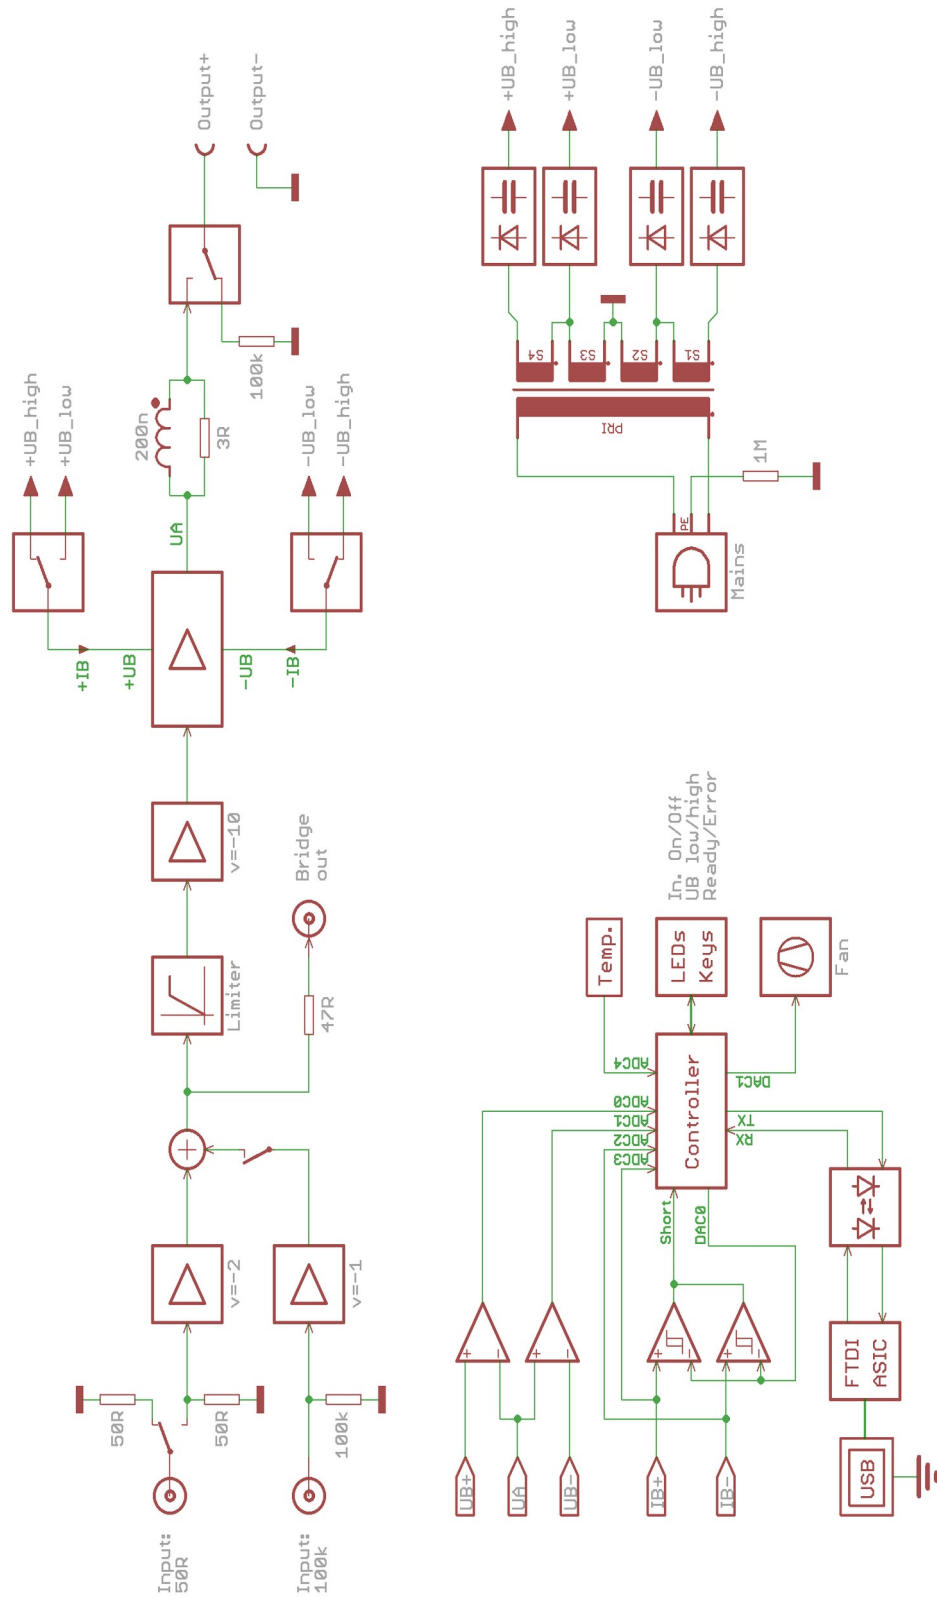 Input:
50R
50R
50R
v=-2
Input:
100k
100k
v=-1
47R
Bridge
out
Limiter
v=-10
+IB
+UB
-UB
-IB
UA
+UB_high
+UB_low
-UB_low
-UB_high
200n
3R
100k
Output+
Output-
UB+
UA
UB-
IB+
IB-
USB
FTDI
ASIC
Short
DAC0
ADC3
ADC2
ADC1
ADC0
ADC4
Controller
RX
TX
DAC1
Temp.
LEDs
Keys
Fan
In. On/Off
UB low/high
Ready/Error
Mains
PE
1M
PRI
S4
S3
S2
S1
+UB_high
+UB_low
-UB_low
-UB_high